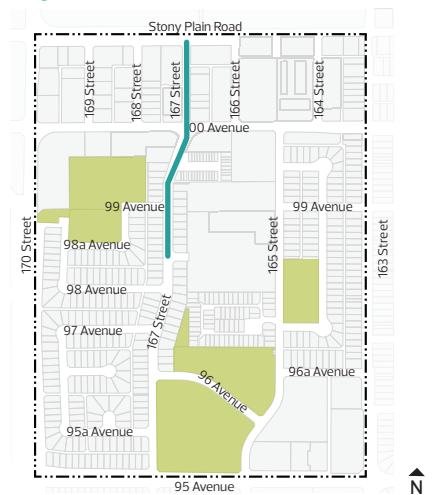 Stony Plain Road
169 Street
168 Street
167 Street
166 Street
164 Street
00 Avenue
99 Avenue
99 Avenue
170 Street
98a Avenue
165 Street
163 Street
98 Avenue
167 Street
97 Avenue
96 Avenue
96a Avenue
95a Avenue
95 Avenue
N